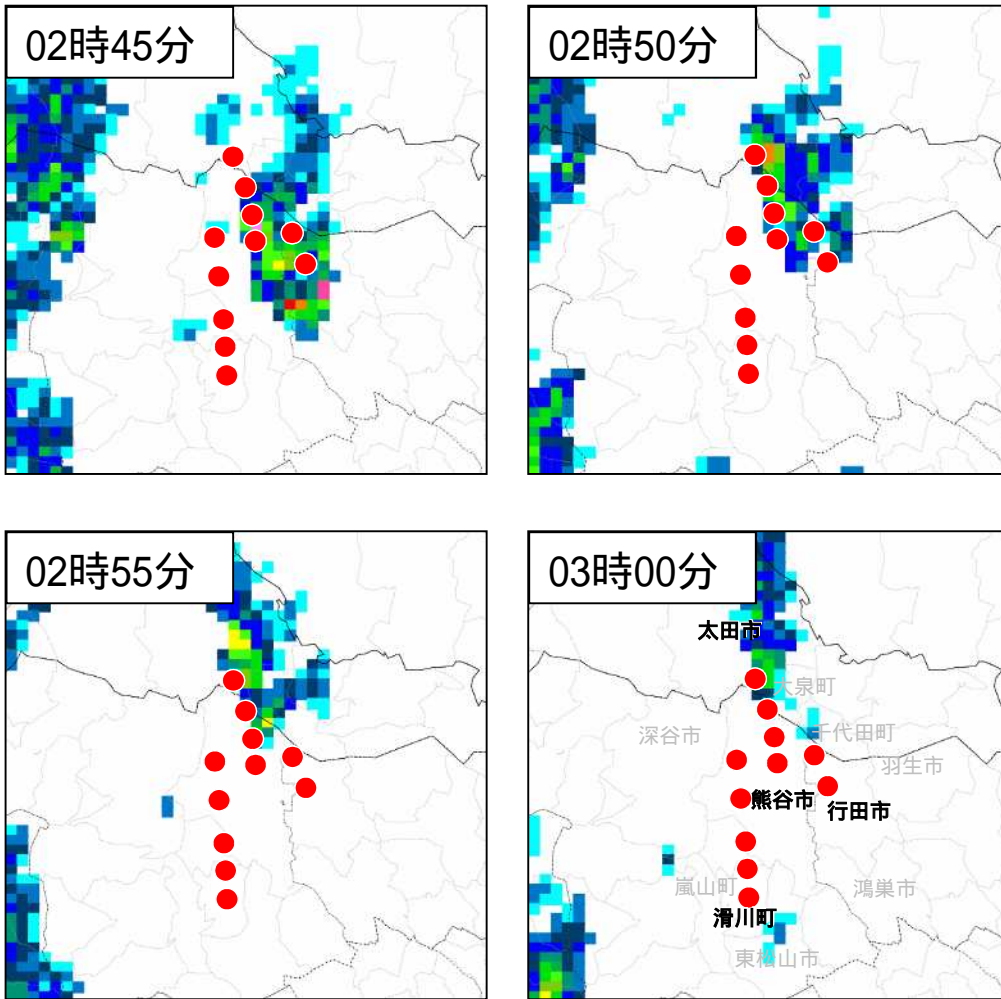 02時45分
02時50分
02時55分
03時00分
太田市
大泉町
深谷市
千代田町
羽生市
熊谷市
行田市
嵐山町
鴻巣市
滑川町
東松山市